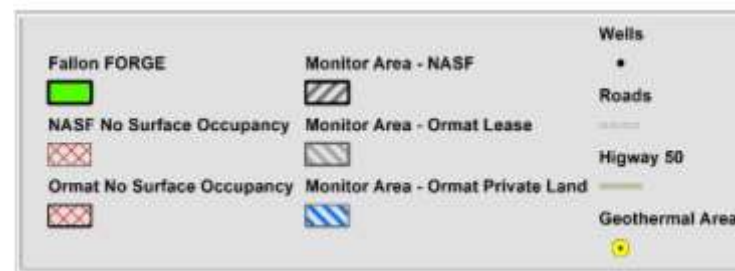 Wells
Fallon FORGE Monitor Area - NASF
Roads
NASF No Surface Occupancy Monitor Area - Ormat Lease
Higway 50
Ormat No Surface Occupancy Monitor Area - Ormat Private Land
Geothermal Area